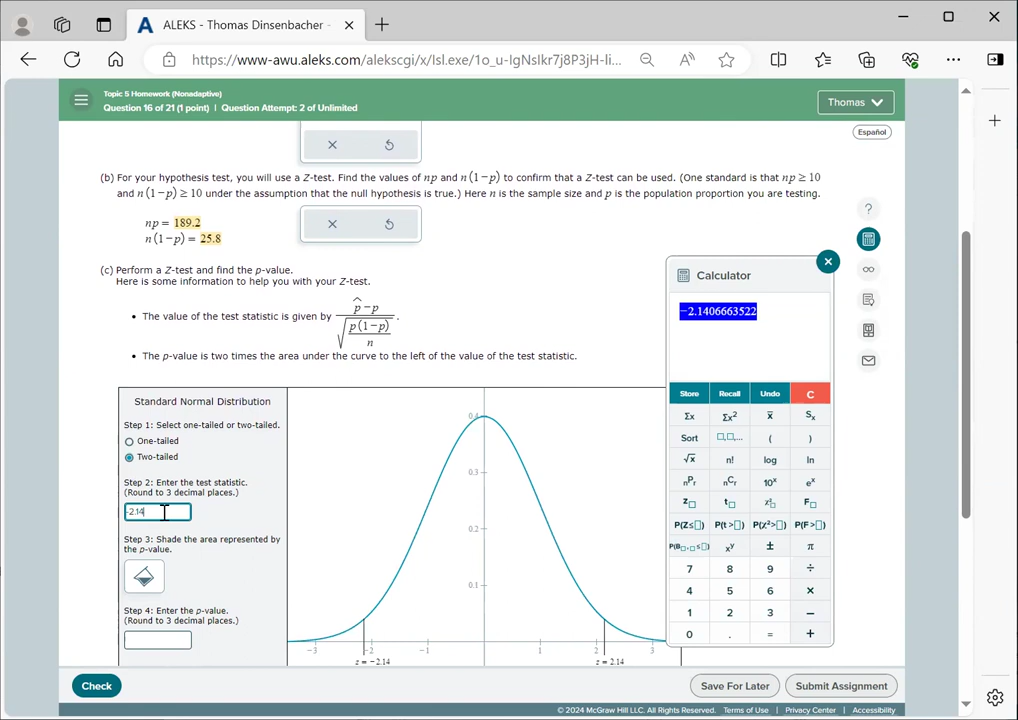 ALEKS - Thomas Dinsenbacher -
https://www-awu.aleks.com/alekscgi/x/lsl.exe/1o_u-IgNslkr7j8P3jH-li...
Topic 5 Homework (Nonadaptive)
Question 16 of 21 (1 point) | Question Attempt: 2 of Unlimited
Thomas
Español
(b) For your hypothesis test, you will use a Z-test. Find the values of np and n(1−p) to confirm that a Z-test can be used. (One standard is that np ≥ 10
and n(1−p) ≥ 10 under the assumption that the null hypothesis is true.) Here n is the sample size and p is the population proportion you are testing.
np = 189.2
n(1−p) = 25.8
(c) Perform a Z-test and find the p-value.
Here is some information to help you with your Z-test.
• The value of the test statistic is given by (p̂−p)/√(p(1−p)/n).
• The p-value is two times the area under the curve to the left of the value of the test statistic.
Standard Normal Distribution
Step 1: Select one-tailed or two-tailed.
One-tailed
Two-tailed
Step 2: Enter the test statistic.
(Round to 3 decimal places.)
-2.14
Step 3: Shade the area represented by
the p-value.
Step 4: Enter the p-value.
(Round to 3 decimal places.)
0.4
0.3
0.2
0.1
−3 −2 −1 1 2 3
z = −2.14 z = 2.14
Calculator
−2.1406663522
Store Recall Undo C
Σx Σx² x̅ Sx
Sort □,□,... ( )
√x n! log ln
nPr nCr 10ˣ eˣ
z□ t□ χ²□ F□
P(Z≤□) P(t>□) P(χ²>□) P(F>□)
P(B□,□≤□) xʸ ± π
7 8 9 ÷
4 5 6 ×
1 2 3 −
0 . = +
Check
Save For Later
Submit Assignment
© 2024 McGraw Hill LLC. All Rights Reserved. Terms of Use | Privacy Center | Accessibility